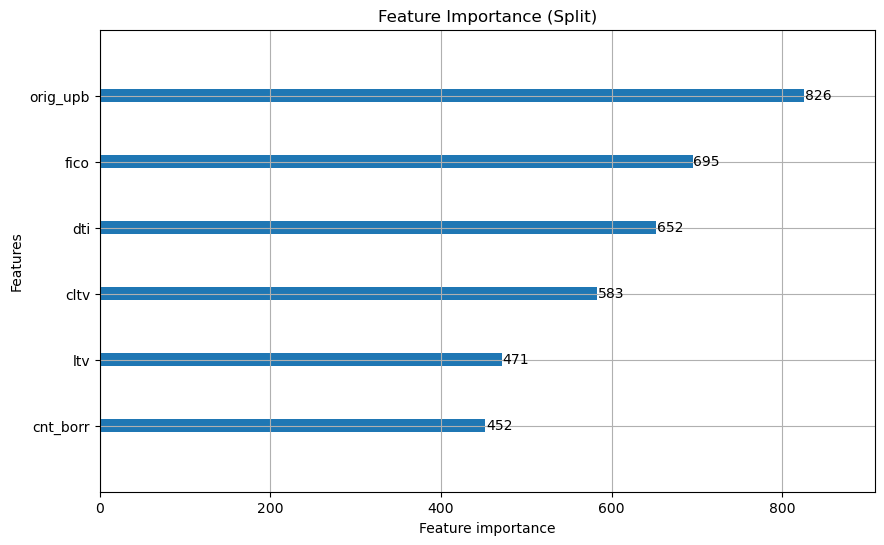 Feature Importance (Split)
Features
orig_upb 826
fico 695
dti 652
cltv 583
ltv 471
cnt_borr 452
0 200 400 600 800
Feature importance